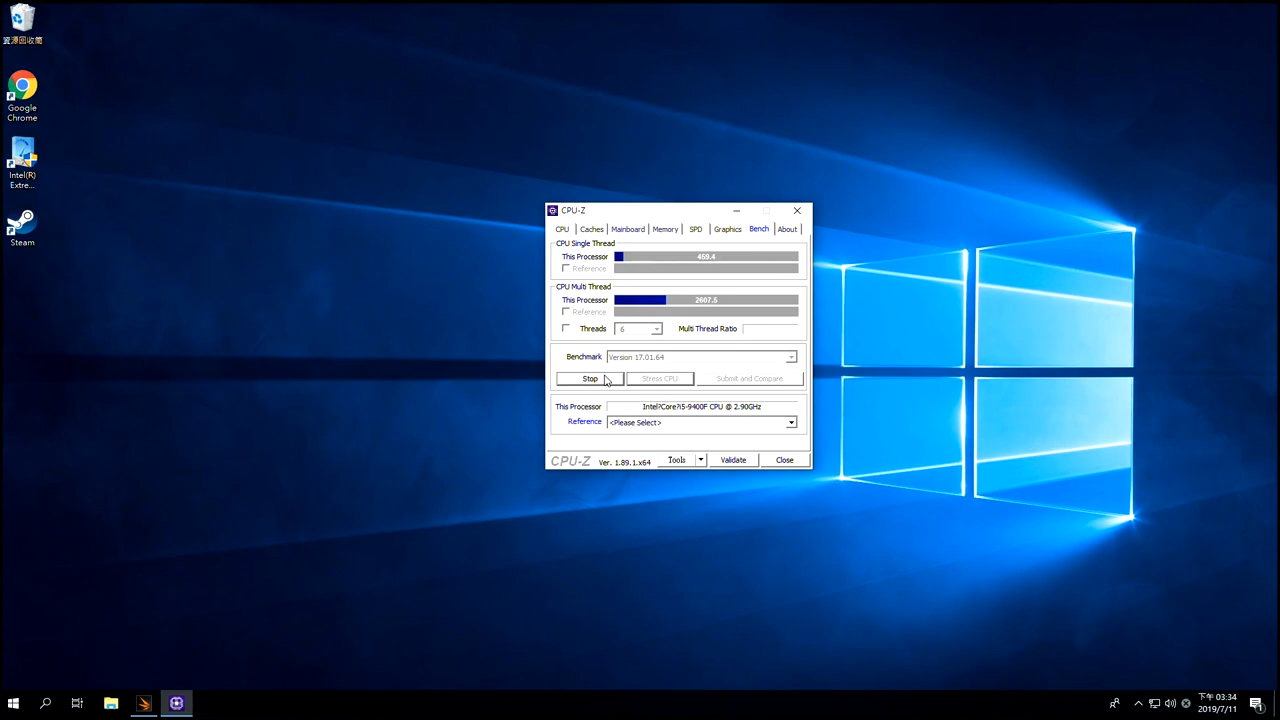 資源回收筒
Google
Chrome
Intel(R)
Extre...
Steam
CPU-Z
CPU
Caches
Mainboard
Memory
SPD
Graphics
Bench
About
CPU Single Thread
This Processor
459.4
Reference
CPU Multi Thread
This Processor
2607.5
Reference
Threads
6
Multi Thread Ratio
Benchmark
Version 17.01.64
Stop
Stress CPU
Submit and Compare
This Processor
Intel?Core?i5-9400F CPU @ 2.90GHz
Reference
<Please Select>
CPU-Z
Ver. 1.89.1.x64
Tools
Validate
Close
下午 03:34
2019/7/11
1